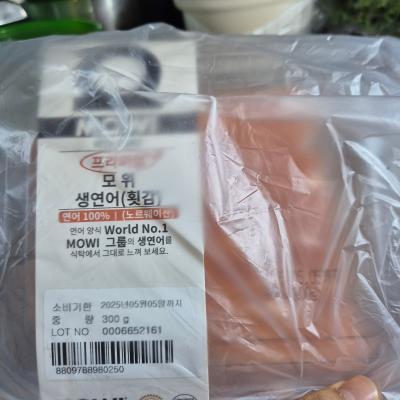 MOWI
프리미엄
모위
생연어(횟감)
연어 100% | (노르웨이산)
연어 양식 World No.1
MOWI 그룹의 생연어를
식탁에서 그대로 느껴 보세요.
소비기한 2025년05월05일까지
중 량 300 g
LOT NO 0006652161
8809788980250